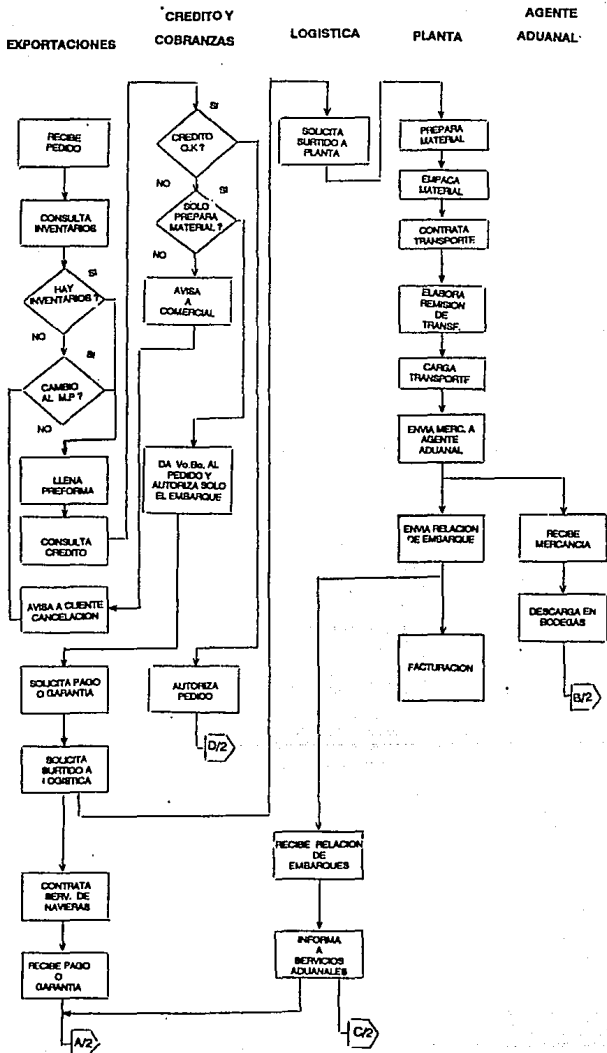 EXPORTACIONES
CREDITO Y
COBRANZAS
LOGISTICA
PLANTA
AGENTE
ADUANAL
RECIBE
PEDIDO
CONSULTA
INVENTARIOS
SI
HAY
INVENTARIOS ?
NO
SI
CAMBIO
AL M.P ?
NO
LLENA
PREFORMA
CONSULTA
CREDITO
AVISA A CLIENTE
CANCELACION
SOLICITA PAGO
O GARANTIA
SOLICITA
SURTIDO A
LOGISTICA
CONTRATA
SERV. DE
NAVIERAS
RECIBE PAGO
O
GARANTIA
A/2
SI
CREDITO
O.K ?
NO
SI
SOLO
PREPARA
MATERIAL ?
NO
AVISA
A
COMERCIAL
DA Vo.Bo. AL
PEDIDO Y
AUTORIZA SOLO
EL EMBARQUE
AUTORIZA
PEDIDO
D/2
SOLICITA
SURTIDO A
PLANTA
RECIBE RELACION
DE
EMBARQUES
INFORMA
A
SERVICIOS
ADUANALES
C/2
PREPARA
MATERIAL
EMPACA
MATERIAL
CONTRATA
TRANSPORTE
ELABORA
REMISION
DE
TRANSF.
CARGA
TRANSPORTE
ENVIA MERC. A
AGENTE
ADUANAL
ENVIA RELACION
DE EMBARQUE
FACTURACION
RECIBE
MERCANCIA
DESCARGA EN
BODEGAS
B/2